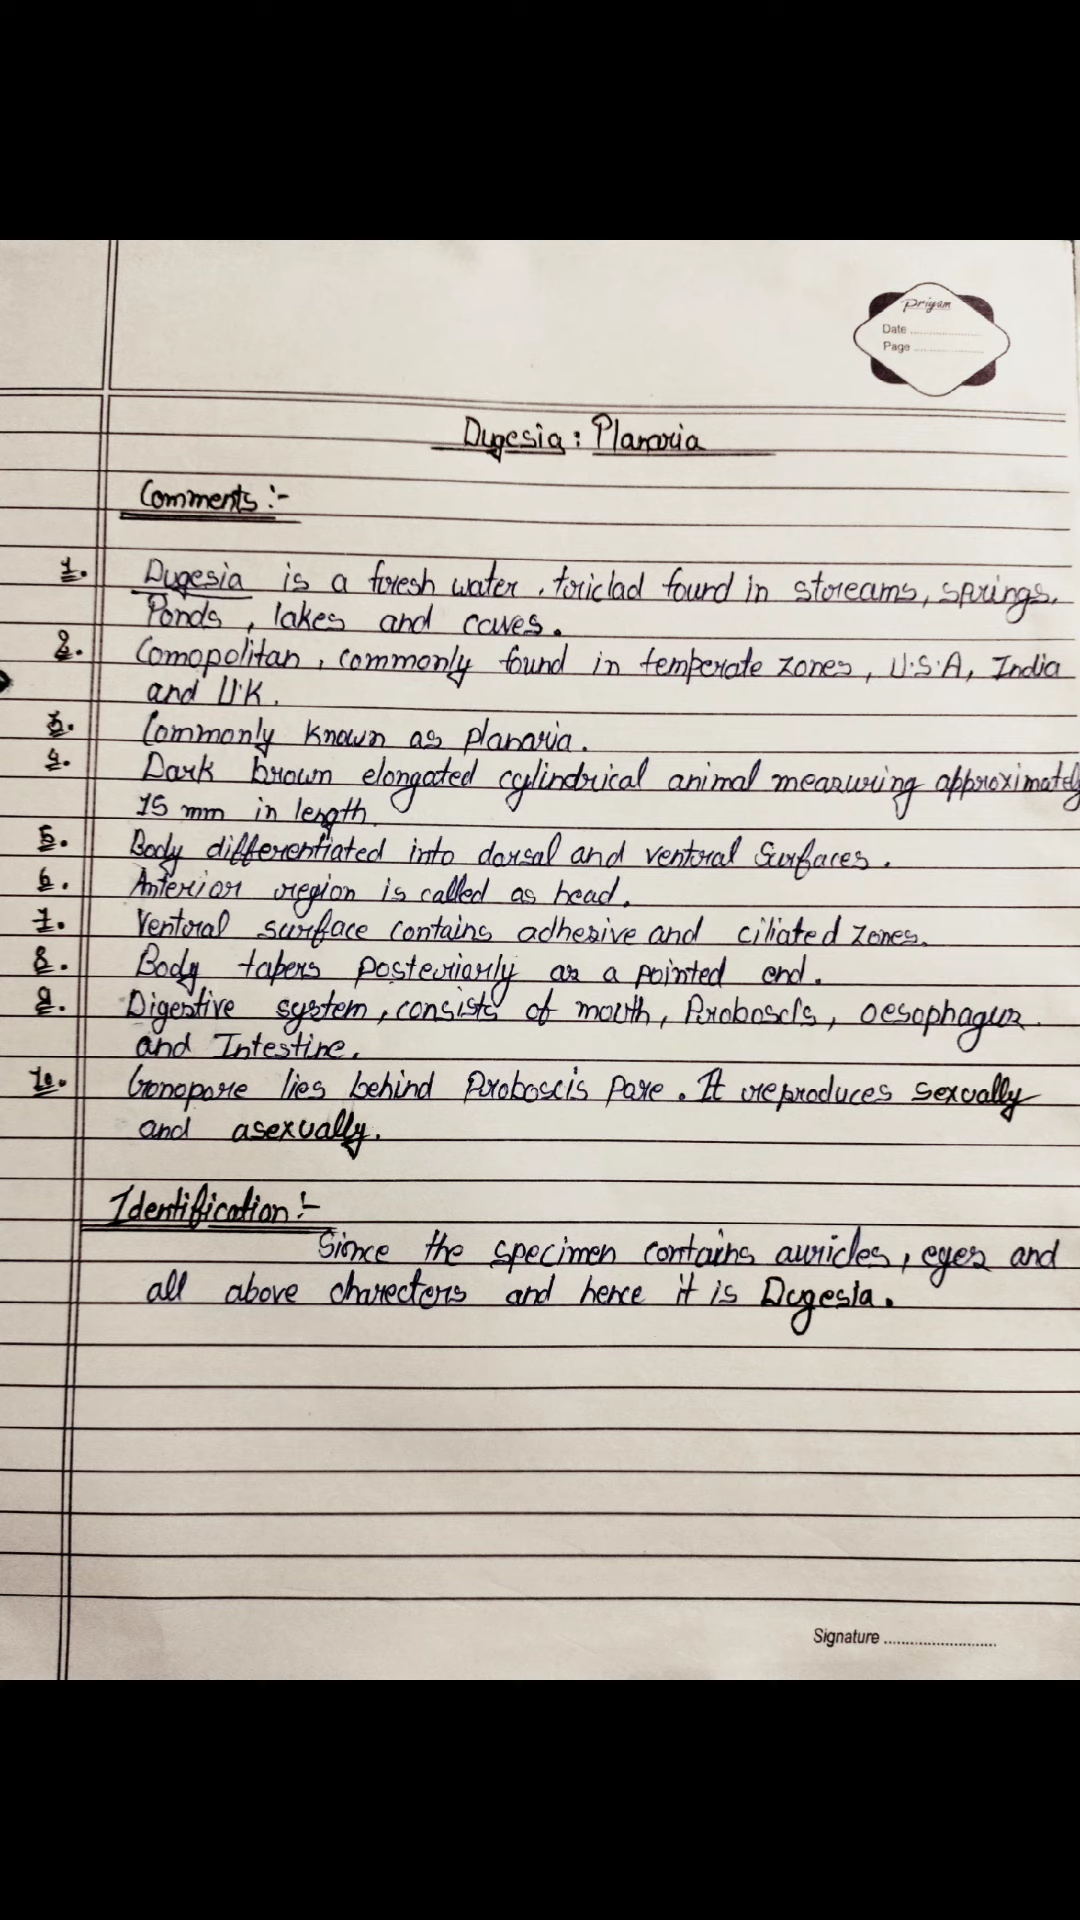 Priyam
Date
Page
Dugesia : Planaria
Comments :-
1. Dugesia is a fresh water, triclad found in streams, springs,
Ponds, lakes and caves.
2. Comopolitan, commonly found in temperate zones, U.S.A, India
and U.K.
3. Commonly known as planaria.
4. Dark brown elongated cylindrical animal measuring approximately
15 mm in length.
5. Body differentiated into dorsal and ventral Surfaces.
6. Anterior region is called as head.
7. Ventral surface contains adhesive and ciliated zones.
8. Body tapers posteriorly as a pointed end.
9. Digestive system, consists of mouth, Proboscis, oesophagus
and Intestine.
10. Gonopore lies behind Proboscis pore. It reproduces sexually
and asexually.
Identification :-
Since the specimen contains auricles, eyes and
all above charecters and hence it is Dugesia.
Signature